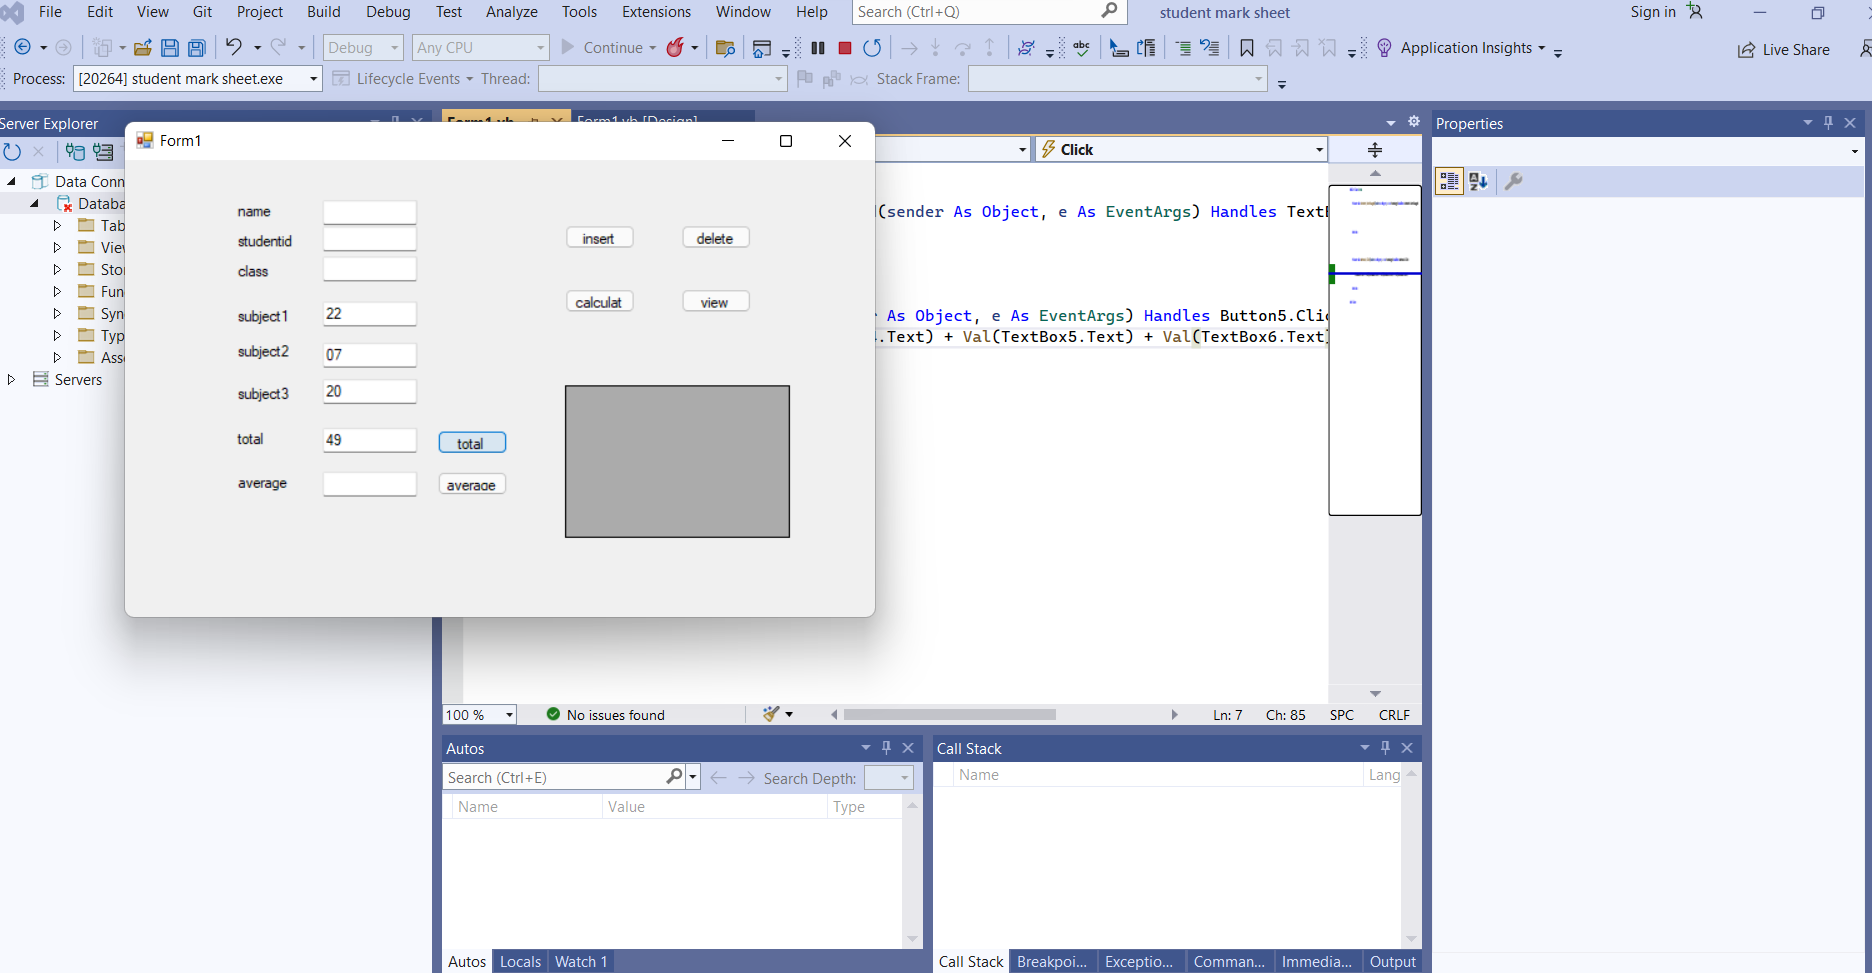 File Edit View Git Project Build Debug Test Analyze Tools Extensions Window Help Search (Ctrl+Q) student mark sheet Sign in
Debug Any CPU Continue Application Insights Live Share
Process: [20264] student mark sheet.exe Lifecycle Events Thread: Stack Frame:
Server Explorer
Form1.vb Form1.vb [Design]
Properties
Form1
Click
Data Conn
Databa
Tab
View
Stor
Fun
Syn
Typ
Ass
Servers
name
studentid
class
subject1 22
subject2 07
subject3 20
total 49 total
average average
insert delete
calculat view
(sender As Object, e As EventArgs) Handles TextB
As Object, e As EventArgs) Handles Button5.Clic
.Text) + Val(TextBox5.Text) + Val(TextBox6.Text
100 % No issues found Ln: 7 Ch: 85 SPC CRLF
Autos
Search (Ctrl+E) Search Depth:
Name Value Type
Autos Locals Watch 1
Call Stack
Name Lang
Call Stack Breakpoi... Exceptio... Comman... Immedia... Output